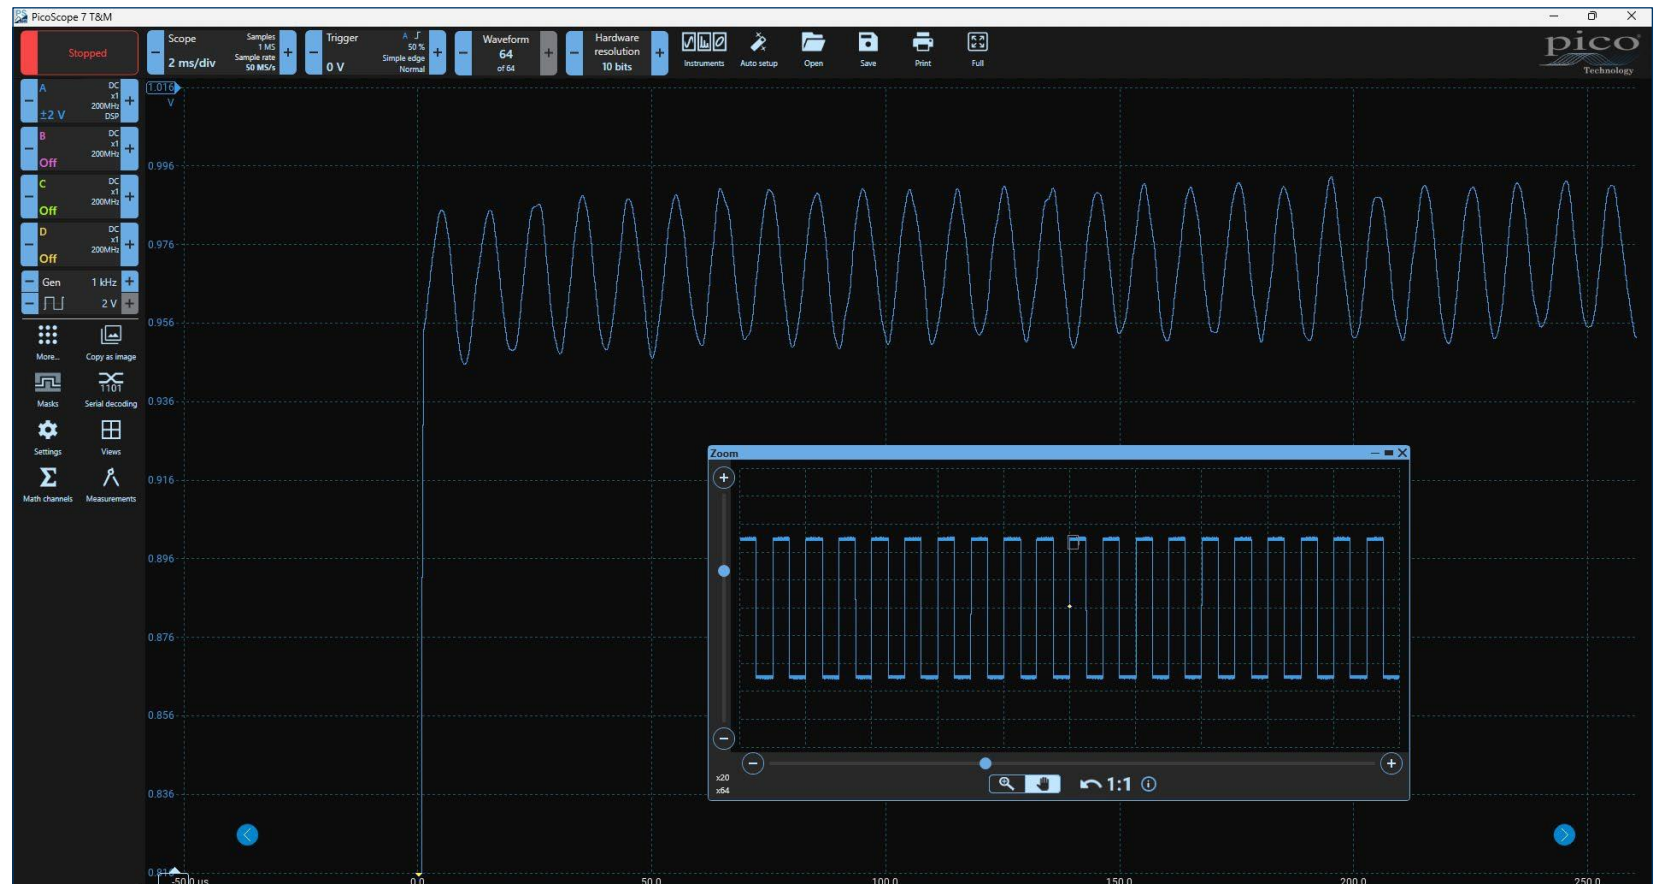 PicoScope 7 T&M
Stopped
Scope
2 ms/div
Samples
1 MS
Sample rate
50 MS/s
Trigger
0 V
A
50 %
Simple edge
Normal
Waveform
64
of 64
Hardware
resolution
10 bits
Instruments
Auto setup
Open
Save
Print
Full
pico
Technology
A
±2 V
DC
x1
200MHz
DSP
B
Off
DC
x1
200MHz
C
Off
DC
x1
200MHz
D
Off
DC
x1
200MHz
Gen
1 kHz
2 V
More...
Copy as image
1101
Masks
Serial decoding
Settings
Views
Math channels
Measurements
1.016
V
0.996
0.976
0.956
0.936
0.916
0.896
0.876
0.856
0.836
0.816
-50.0 µs
0.0
50.0
100.0
150.0
200.0
250.0
Zoom
x20
x64
1:1